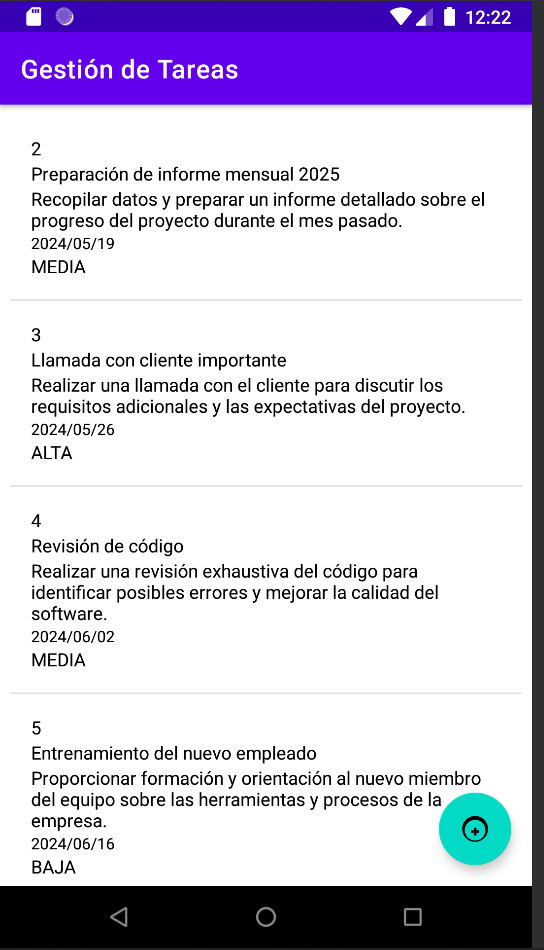 12:22
Gestión de Tareas
2
Preparación de informe mensual 2025
Recopilar datos y preparar un informe detallado sobre el
progreso del proyecto durante el mes pasado.
2024/05/19
MEDIA
3
Llamada con cliente importante
Realizar una llamada con el cliente para discutir los
requisitos adicionales y las expectativas del proyecto.
2024/05/26
ALTA
4
Revisión de código
Realizar una revisión exhaustiva del código para
identificar posibles errores y mejorar la calidad del
software.
2024/06/02
MEDIA
5
Entrenamiento del nuevo empleado
Proporcionar formación y orientación al nuevo miembro
del equipo sobre las herramientas y procesos de la
empresa.
2024/06/16
BAJA